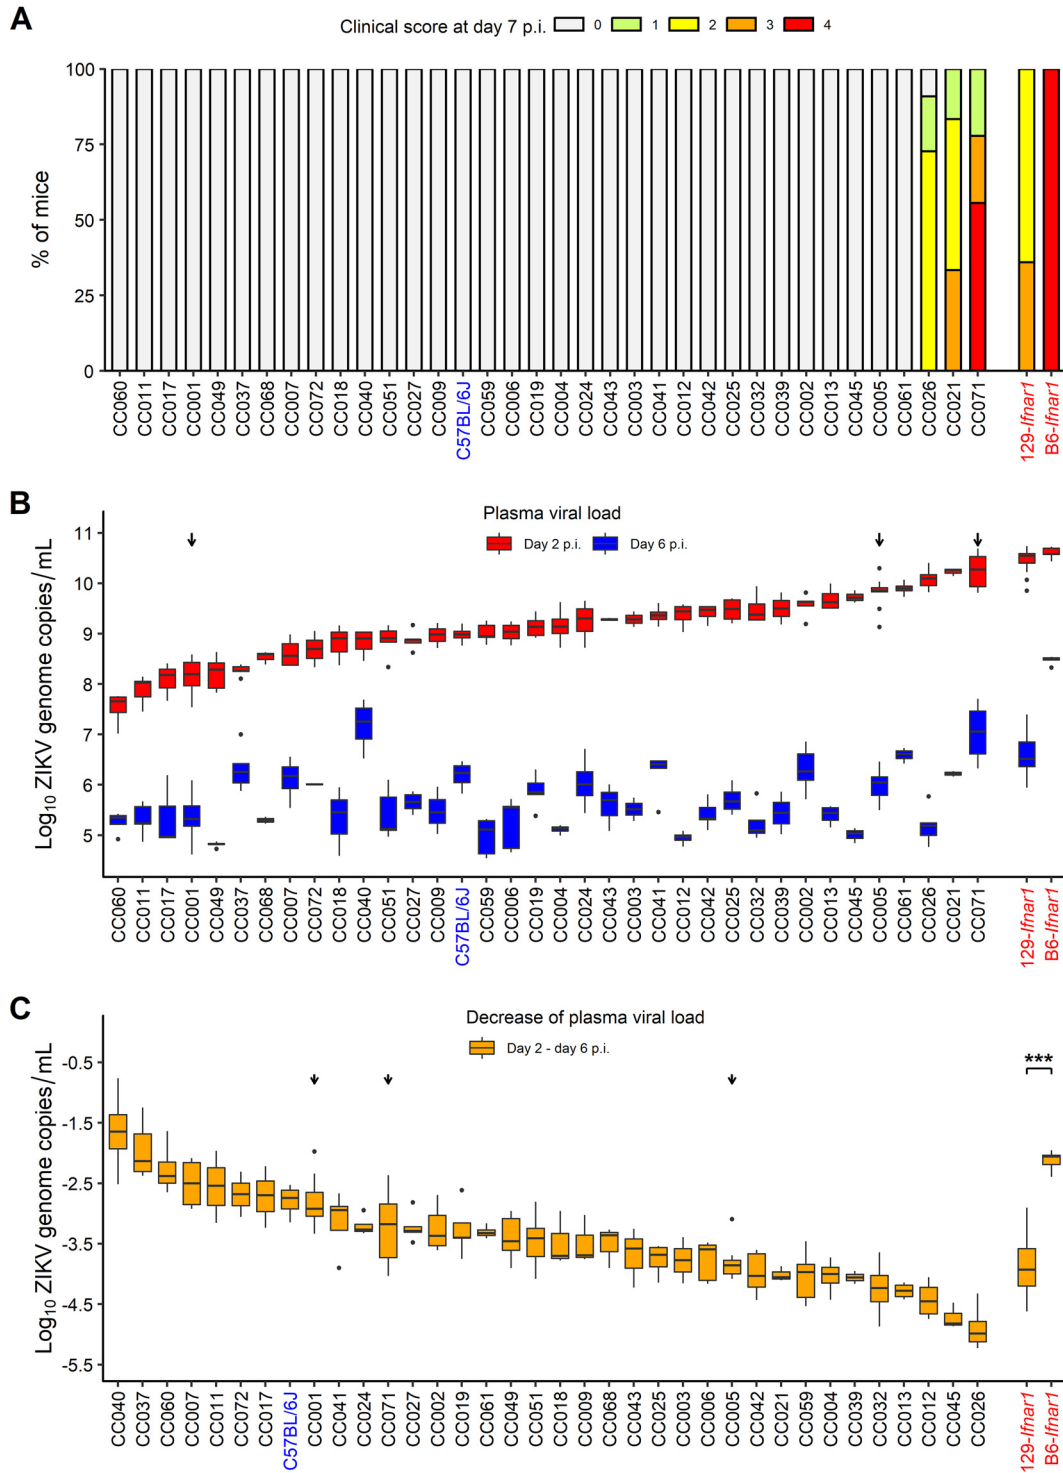 A
Clinical score at day 7 p.i. 0 1 2 3 4
% of mice
100
75
50
25
0
CC060 CC011 CC017 CC001 CC049 CC037 CC068 CC007 CC072 CC018 CC040 CC051 CC027 CC009 C57BL/6J CC059 CC006 CC019 CC004 CC024 CC043 CC003 CC041 CC012 CC042 CC025 CC032 CC039 CC002 CC013 CC045 CC005 CC061 CC026 CC021 CC071 129-Ifnar1 B6-Ifnar1
B
Plasma viral load
Day 2 p.i. Day 6 p.i.
Log10 ZIKV genome copies/mL
11
10
9
8
7
6
5
CC060 CC011 CC017 CC001 CC049 CC037 CC068 CC007 CC072 CC018 CC040 CC051 CC027 CC009 C57BL/6J CC059 CC006 CC019 CC004 CC024 CC043 CC003 CC041 CC012 CC042 CC025 CC032 CC039 CC002 CC013 CC045 CC005 CC061 CC026 CC021 CC071 129-Ifnar1 B6-Ifnar1
C
Decrease of plasma viral load
Day 2 - day 6 p.i.
***
Log10 ZIKV genome copies/mL
-0.5
-1.5
-2.5
-3.5
-4.5
-5.5
CC040 CC037 CC060 CC007 CC011 CC072 CC017 C57BL/6J CC001 CC041 CC024 CC071 CC027 CC002 CC019 CC061 CC049 CC051 CC018 CC009 CC068 CC043 CC025 CC003 CC006 CC005 CC042 CC021 CC059 CC004 CC039 CC032 CC013 CC012 CC045 CC026 129-Ifnar1 B6-Ifnar1